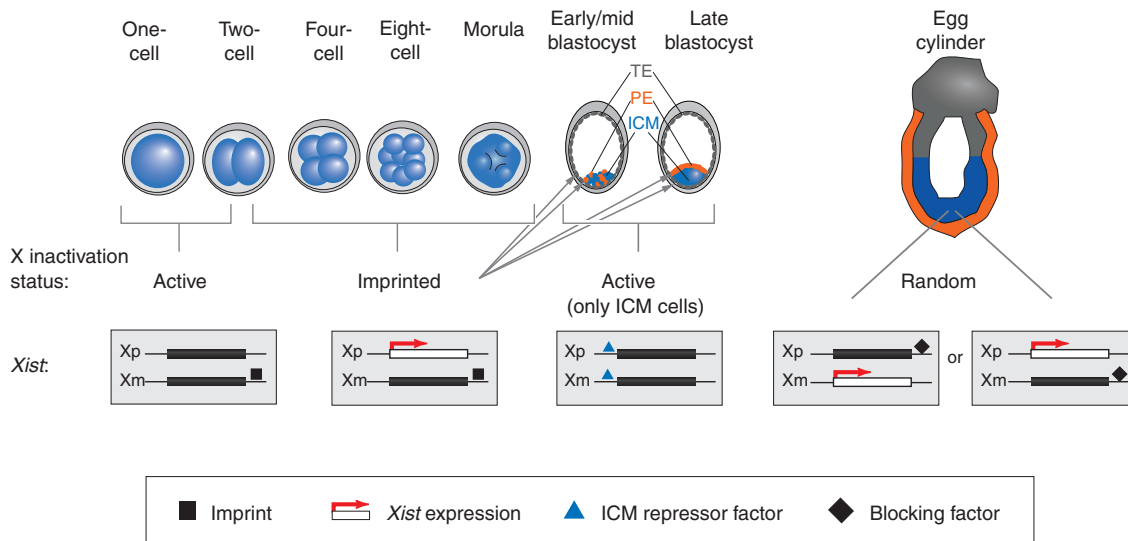 One-
cell
Two-
cell
Four-
cell
Eight-
cell
Morula
Early/mid
blastocyst
Late
blastocyst
Egg
cylinder
TE
PE
ICM
X inactivation
status:
Active
Imprinted
Active
(only ICM cells)
Random
Xist:
Xp
Xm
Xp
Xm
Xp
Xm
Xp
Xm
or
Xp
Xm
Imprint
Xist expression
ICM repressor factor
Blocking factor